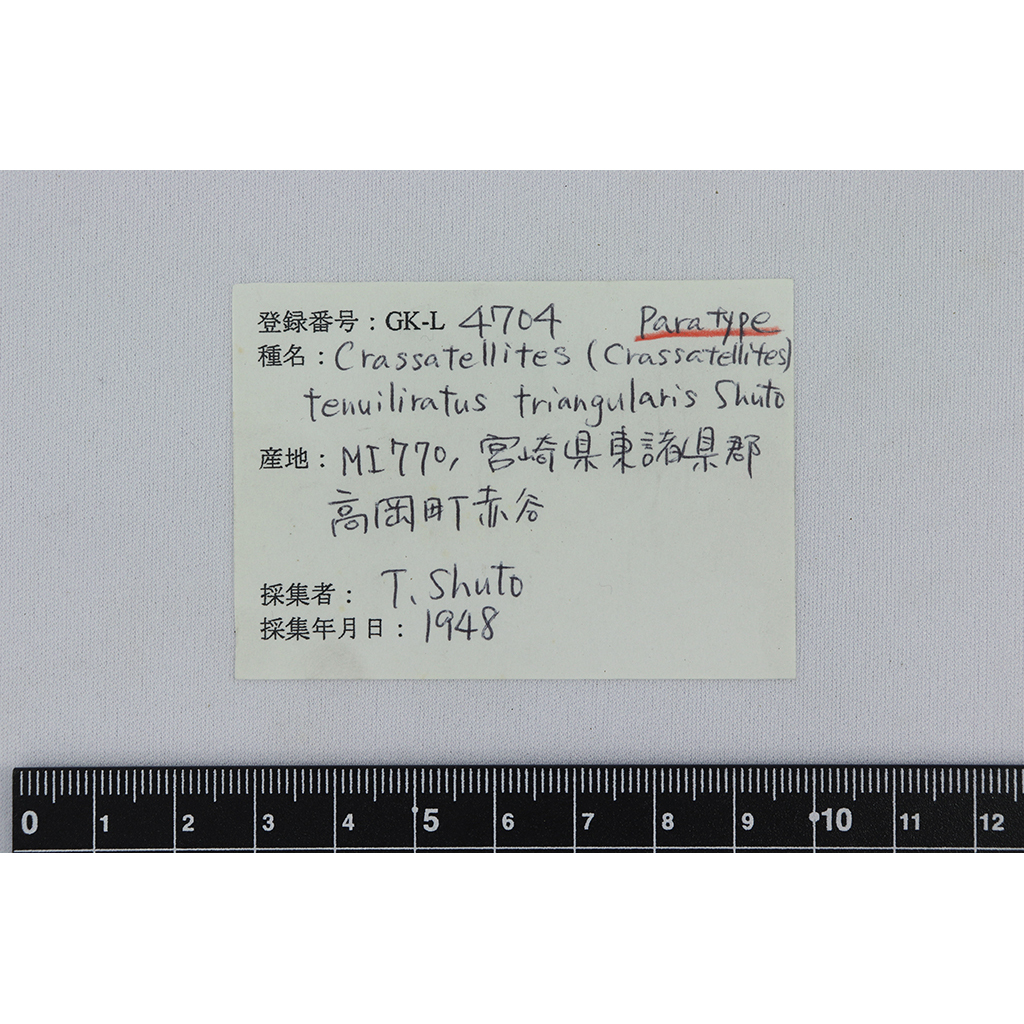 登録番号：GK-L 4704 Paratype
種名：Crassatellites (Crassatellites)
tenuiliratus triangularis Shuto
産地：MI770, 宮崎県東諸県郡
高岡町赤谷
採集者： T. Shuto
採集年月日：1948
0 1 2 3 4 5 6 7 8 9 10 11 12